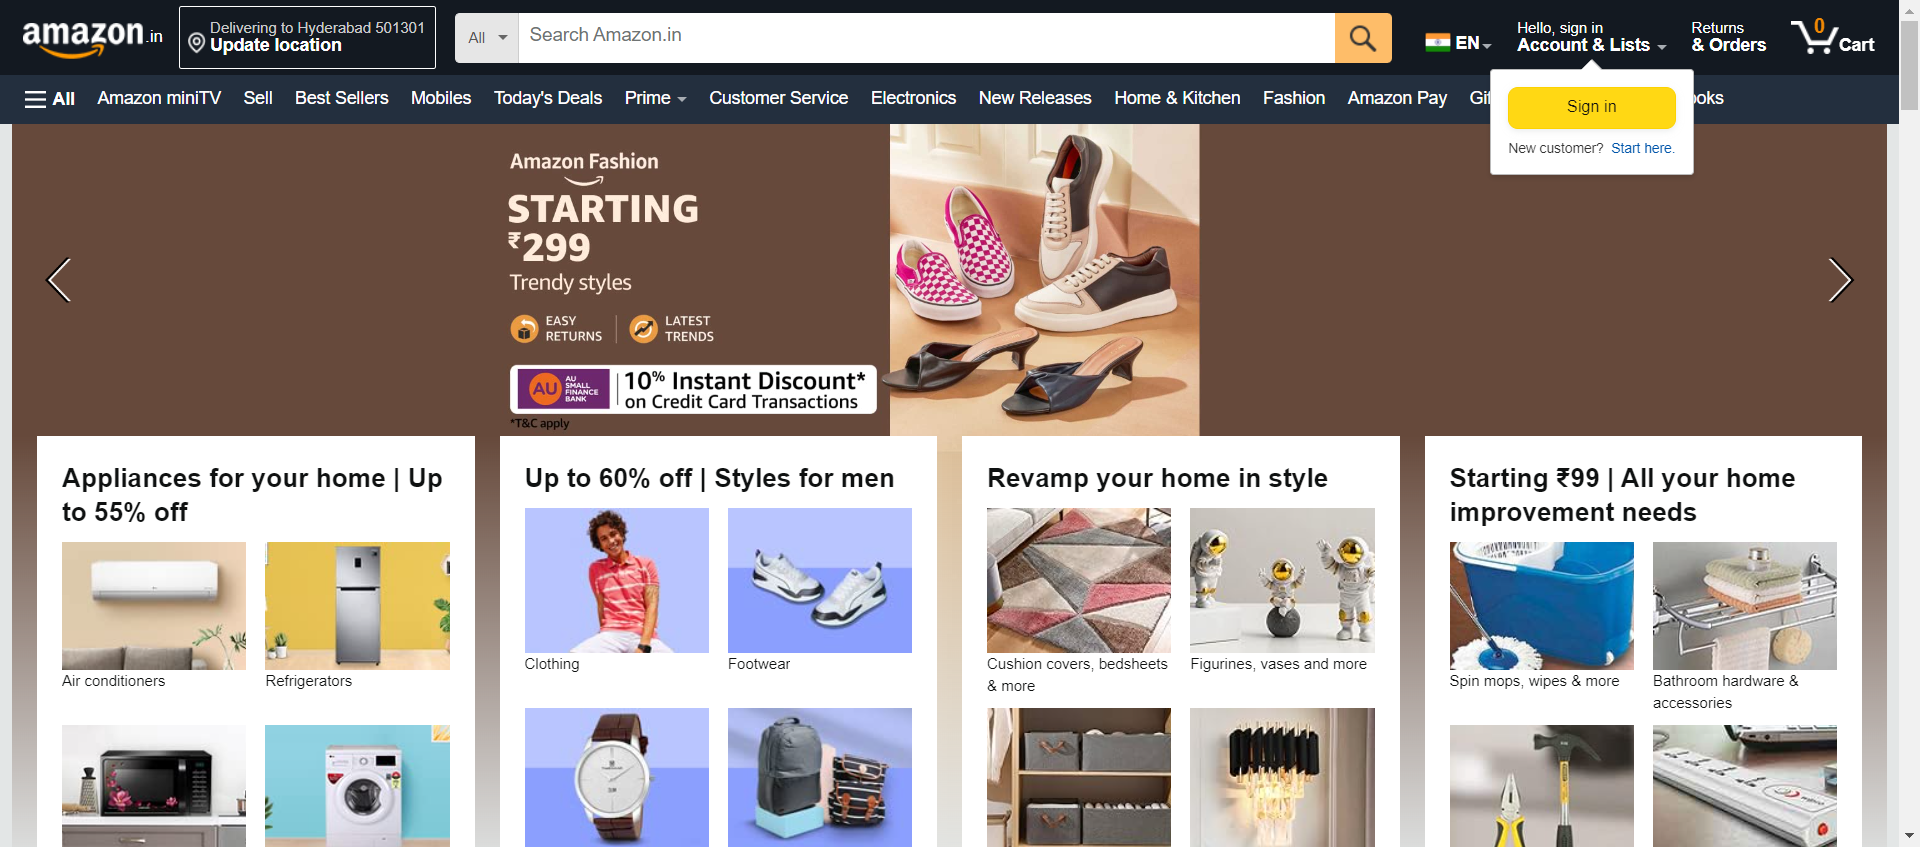 amazon.in
Delivering to Hyderabad 501301
Update location
All
Search Amazon.in
EN
Hello, sign in
Account & Lists
Returns
& Orders
0
Cart
All
Amazon miniTV
Sell
Best Sellers
Mobiles
Today's Deals
Prime
Customer Service
Electronics
New Releases
Home & Kitchen
Fashion
Amazon Pay
Sign in
New customer? Start here.
Amazon Fashion
STARTING
₹299
Trendy styles
EASY
RETURNS
LATEST
TRENDS
AU
AU
SMALL
FINANCE
BANK
10% Instant Discount*
on Credit Card Transactions
*T&C apply
Appliances for your home | Up
to 55% off
Air conditioners
Refrigerators
Up to 60% off | Styles for men
Clothing
Footwear
Revamp your home in style
Cushion covers, bedsheets
& more
Figurines, vases and more
Starting ₹99 | All your home
improvement needs
Spin mops, wipes & more
Bathroom hardware &
accessories